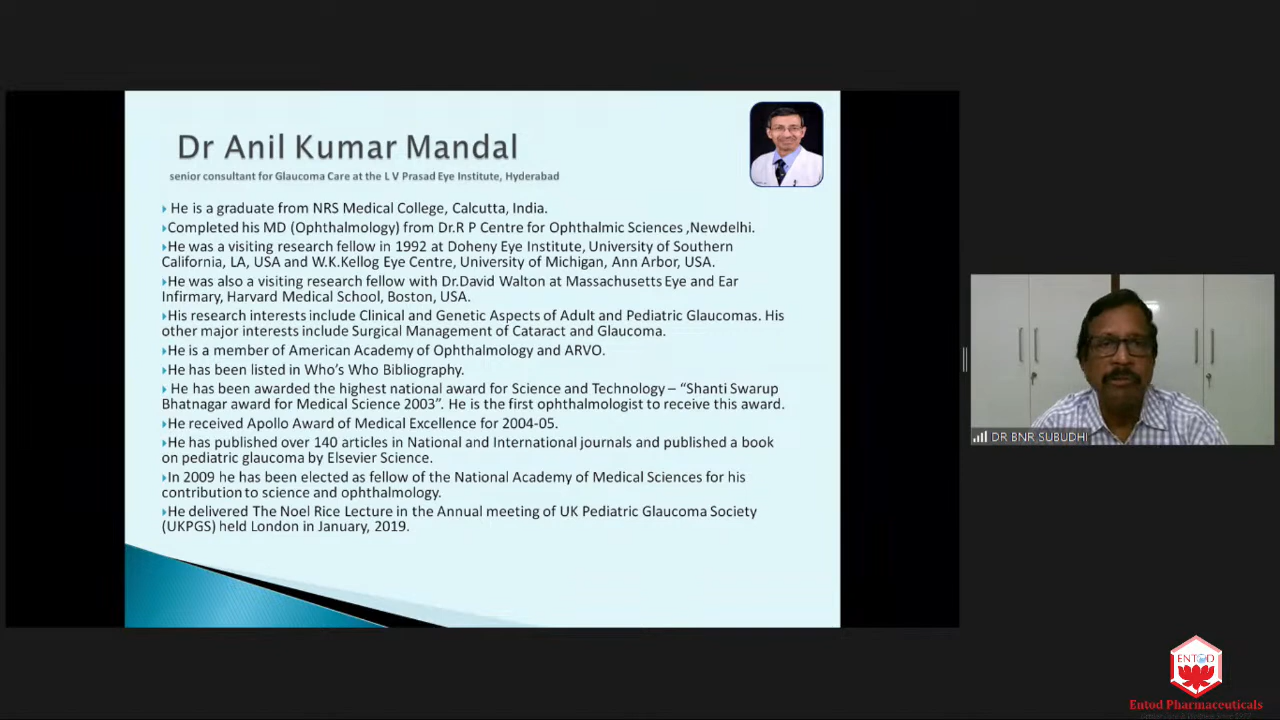 Dr Anil Kumar Mandal
senior consultant for Glaucoma Care at the L V Prasad Eye Institute, Hyderabad
He is a graduate from NRS Medical College, Calcutta, India.
Completed his MD (Ophthalmology) from Dr.R P Centre for Ophthalmic Sciences ,Newdelhi.
He was a visiting research fellow in 1992 at Doheny Eye Institute, University of Southern
California, LA, USA and W.K.Kellog Eye Centre, University of Michigan, Ann Arbor, USA.
He was also a visiting research fellow with Dr.David Walton at Massachusetts Eye and Ear
Infirmary, Harvard Medical School, Boston, USA.
His research interests include Clinical and Genetic Aspects of Adult and Pediatric Glaucomas. His
other major interests include Surgical Management of Cataract and Glaucoma.
He is a member of American Academy of Ophthalmology and ARVO.
He has been listed in Who's Who Bibliography.
He has been awarded the highest national award for Science and Technology – "Shanti Swarup
Bhatnagar award for Medical Science 2003". He is the first ophthalmologist to receive this award.
He received Apollo Award of Medical Excellence for 2004-05.
He has published over 140 articles in National and International journals and published a book
on pediatric glaucoma by Elsevier Science.
In 2009 he has been elected as fellow of the National Academy of Medical Sciences for his
contribution to science and ophthalmology.
He delivered The Noel Rice Lecture in the Annual meeting of UK Pediatric Glaucoma Society
(UKPGS) held London in January, 2019.
DR BNR SUBUDHI
ENTOD
Entod Pharmaceuticals